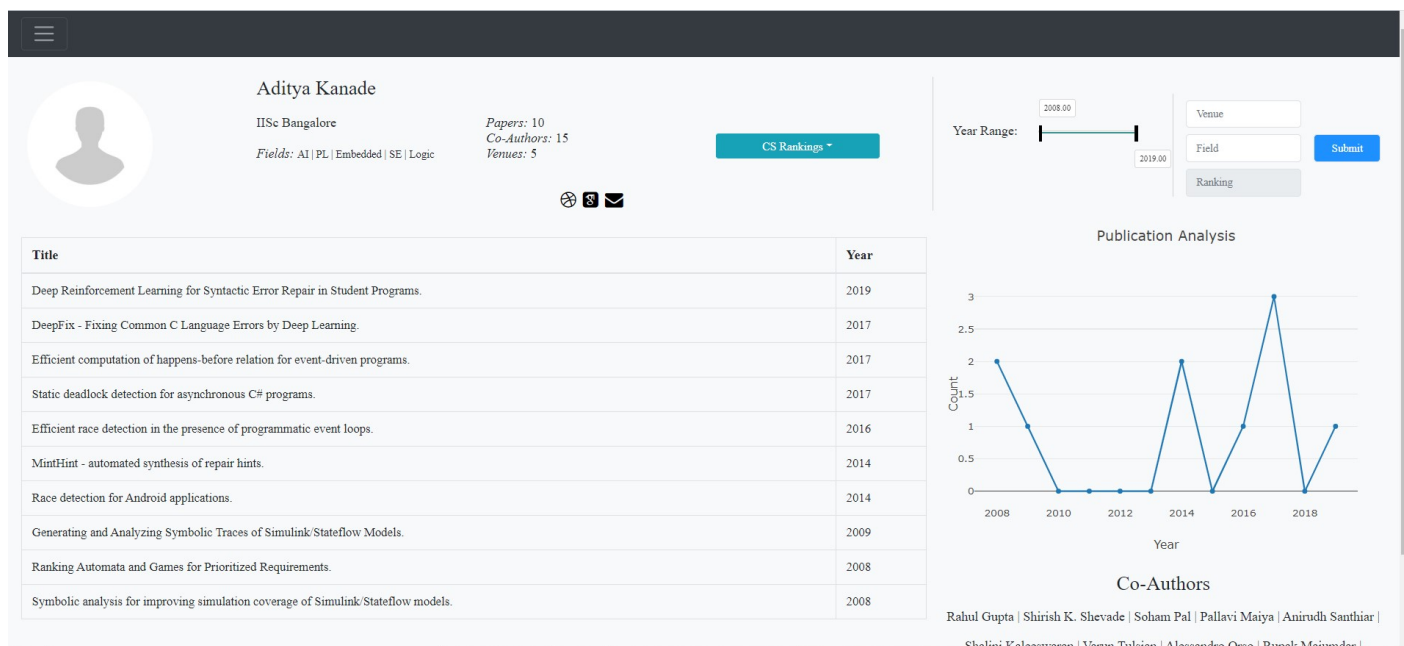 Aditya Kanade
IISc Bangalore
Fields: AI | PL | Embedded | SE | Logic
Papers: 10
Co-Authors: 15
Venues: 5
CS Rankings
Year Range:
2008.00
2019.00
Venue
Field
Ranking
Submit
Title Year
Deep Reinforcement Learning for Syntactic Error Repair in Student Programs. 2019
DeepFix - Fixing Common C Language Errors by Deep Learning. 2017
Efficient computation of happens-before relation for event-driven programs. 2017
Static deadlock detection for asynchronous C# programs. 2017
Efficient race detection in the presence of programmatic event loops. 2016
MintHint - automated synthesis of repair hints. 2014
Race detection for Android applications. 2014
Generating and Analyzing Symbolic Traces of Simulink/Stateflow Models. 2009
Ranking Automata and Games for Prioritized Requirements. 2008
Symbolic analysis for improving simulation coverage of Simulink/Stateflow models. 2008
Publication Analysis
3
2.5
2
1.5
1
0.5
0
Count
2008 2010 2012 2014 2016 2018
Year
Co-Authors
Rahul Gupta | Shirish K. Shevade | Soham Pal | Pallavi Maiya | Anirudh Santhiar |